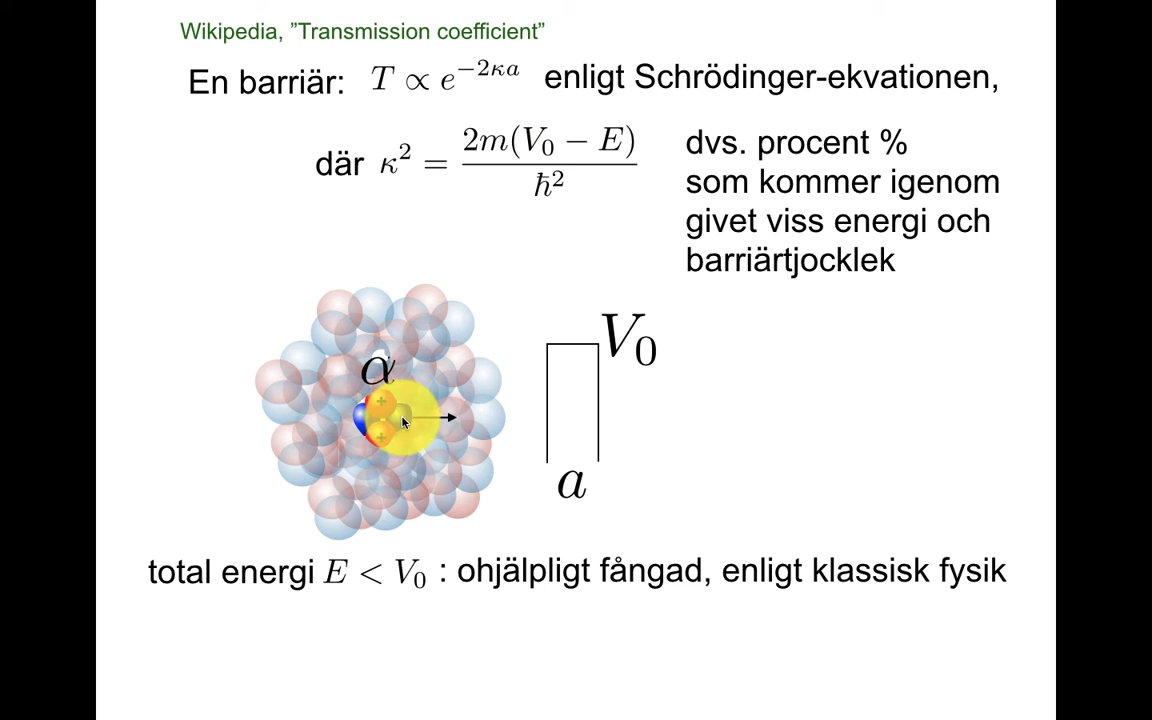 Wikipedia, ”Transmission coefficient”
En barriär: T ∝ e^{−2κa} enligt Schrödinger-ekvationen,
där κ² = 2m(V₀ − E) / ħ²
dvs. procent %
som kommer igenom
givet viss energi och
barriärtjocklek
V₀
α
+
+
a
total energi E < V₀ : ohjälpligt fångad, enligt klassisk fysik